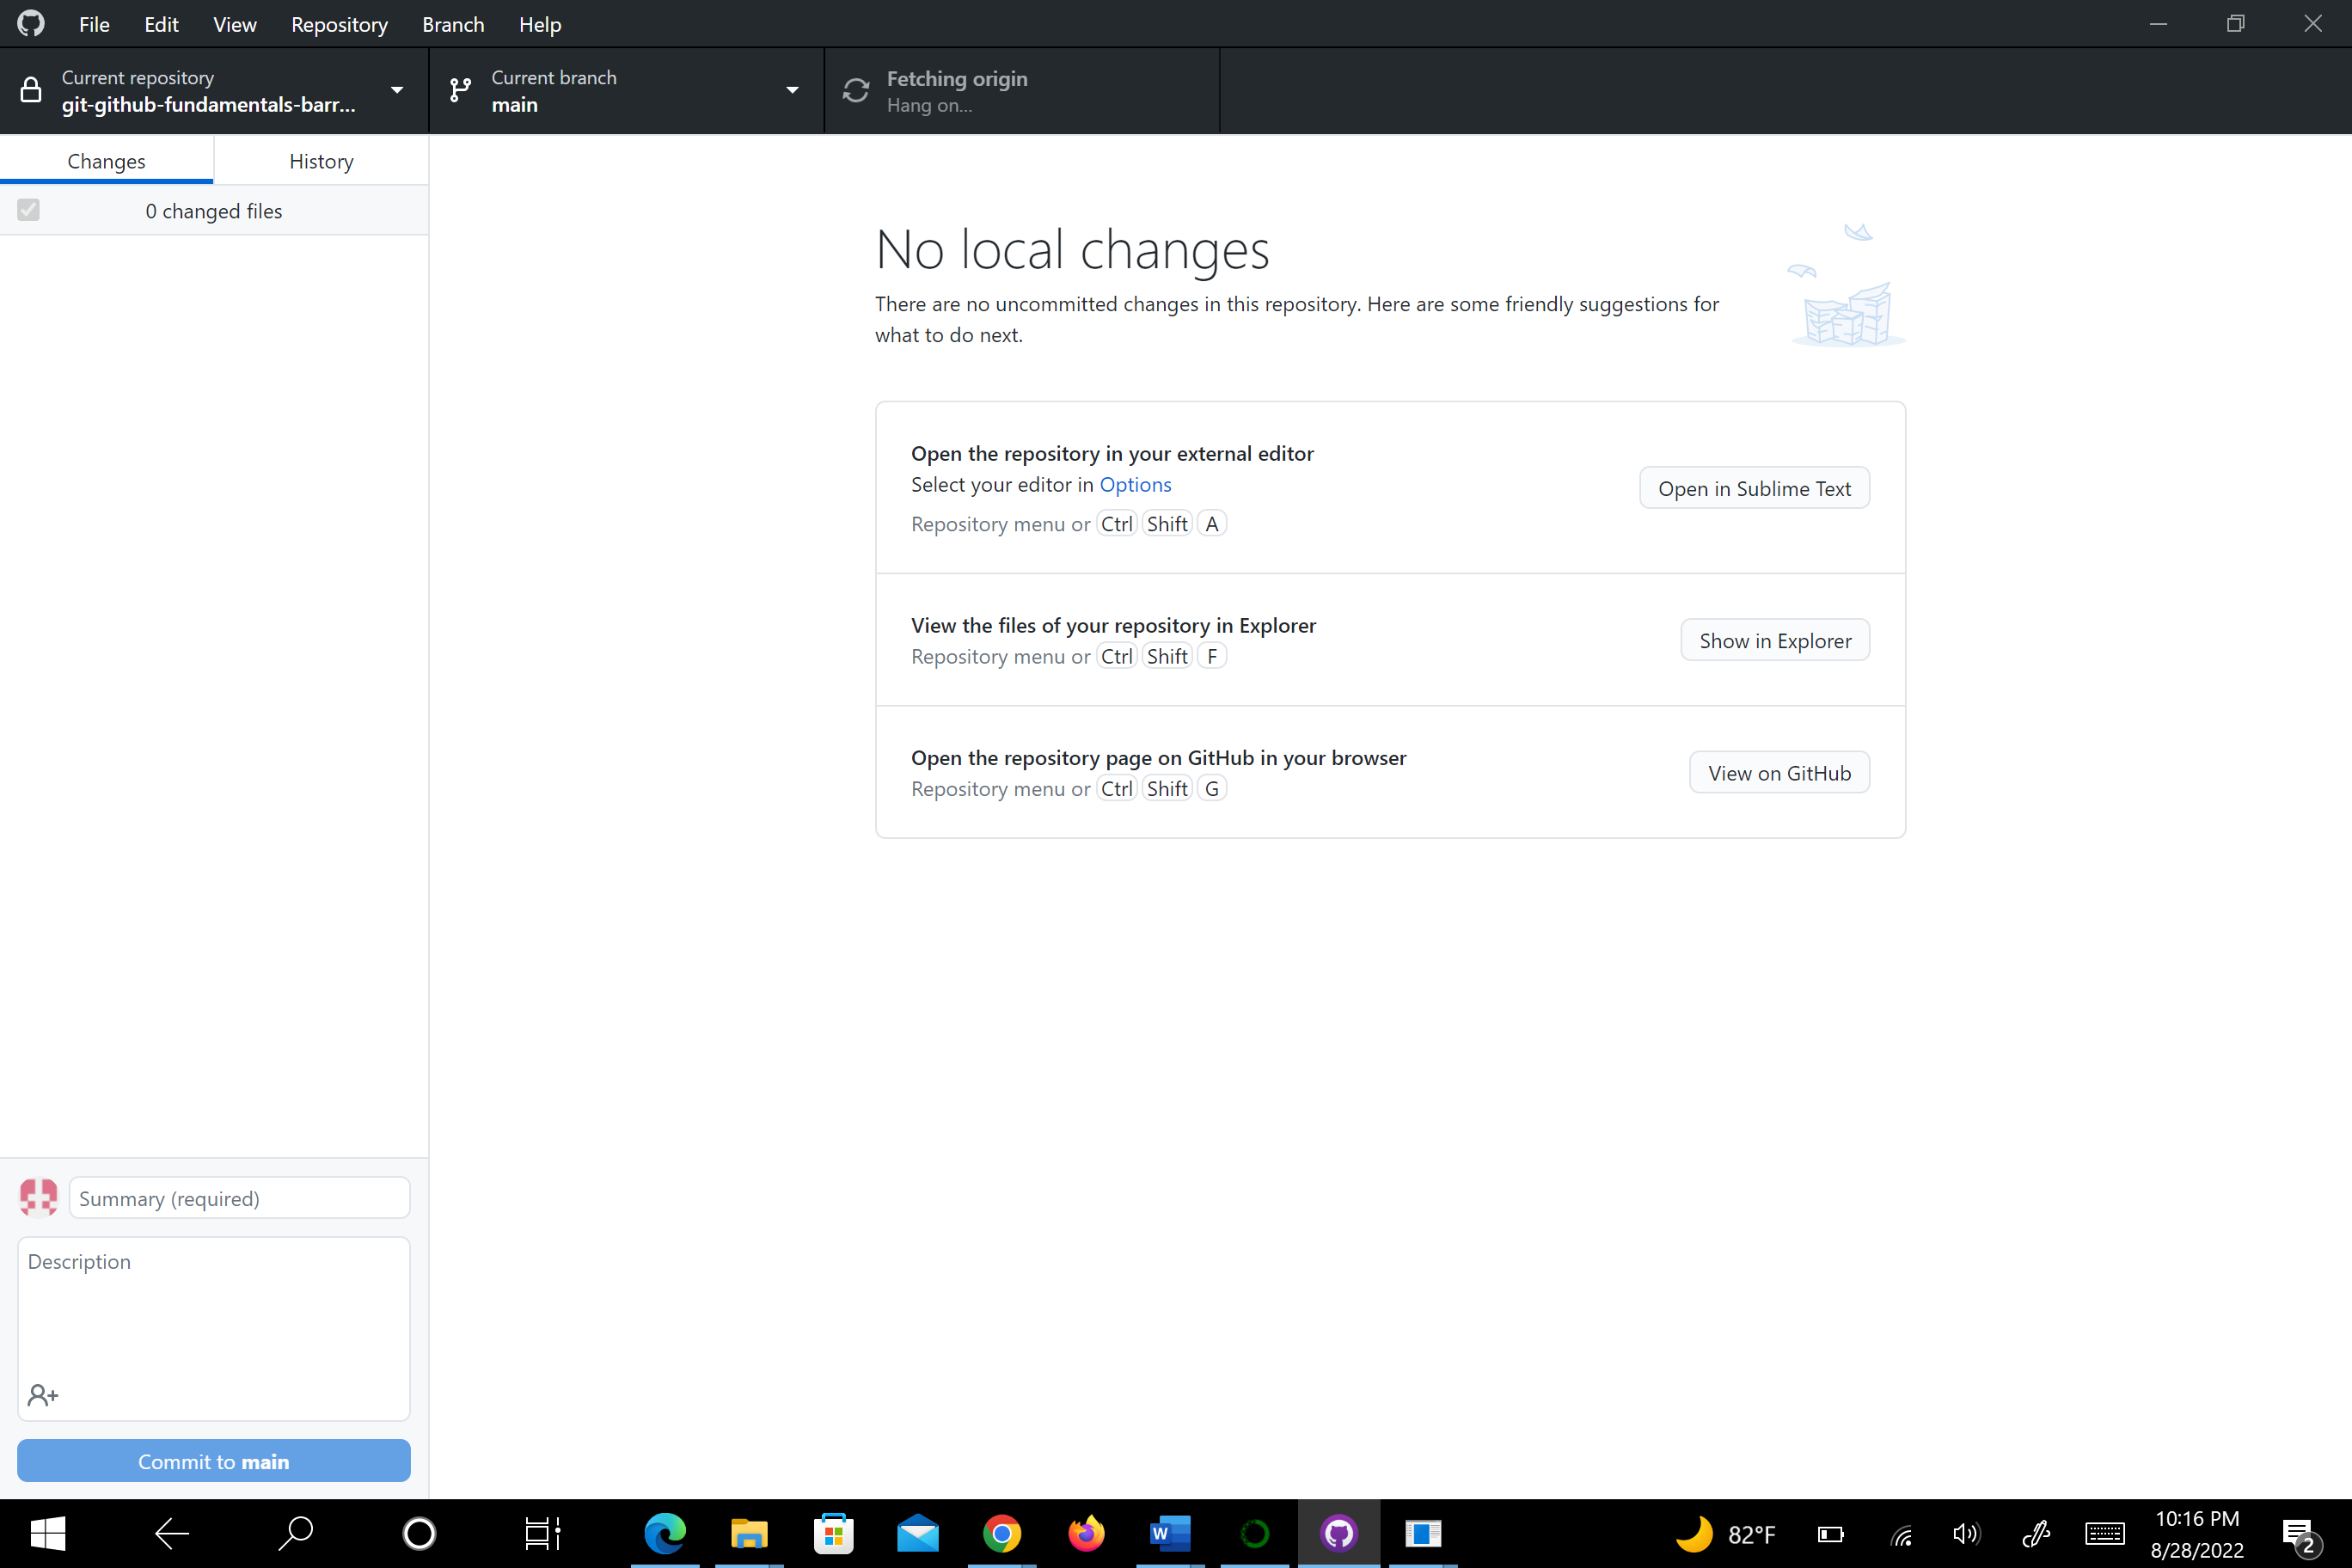 File Edit View Repository Branch Help
Current repository
git-github-fundamentals-barr...
Current branch
main
Fetching origin
Hang on...
Changes
History
0 changed files
No local changes
There are no uncommitted changes in this repository. Here are some friendly suggestions for
what to do next.
Open the repository in your external editor
Select your editor in Options
Repository menu or Ctrl Shift A
Open in Sublime Text
View the files of your repository in Explorer
Repository menu or Ctrl Shift F
Show in Explorer
Open the repository page on GitHub in your browser
Repository menu or Ctrl Shift G
View on GitHub
Summary (required)
Description
Commit to main
W
82°F
10:16 PM
8/28/2022
2